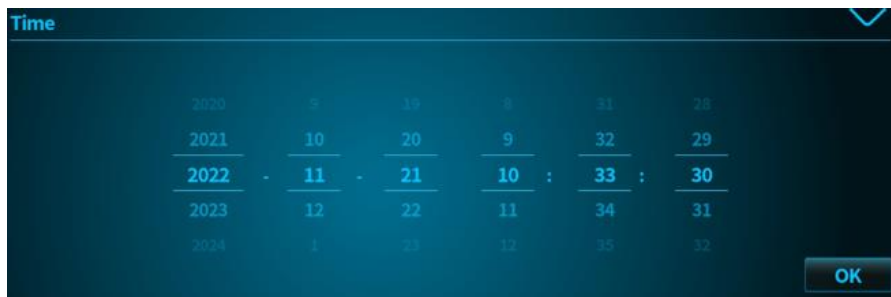 Time
2020 9 19 8 31 28
2021 10 20 9 32 29
2022 - 11 - 21 10 : 33 : 30
2023 12 22 11 34 31
2024 1 23 12 35 32
OK